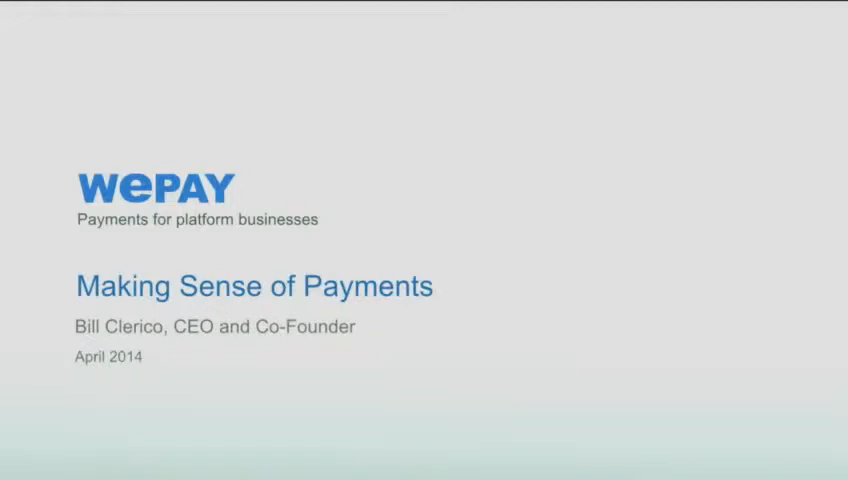 WePAY
Payments for platform businesses
Making Sense of Payments
Bill Clerico, CEO and Co-Founder
April 2014